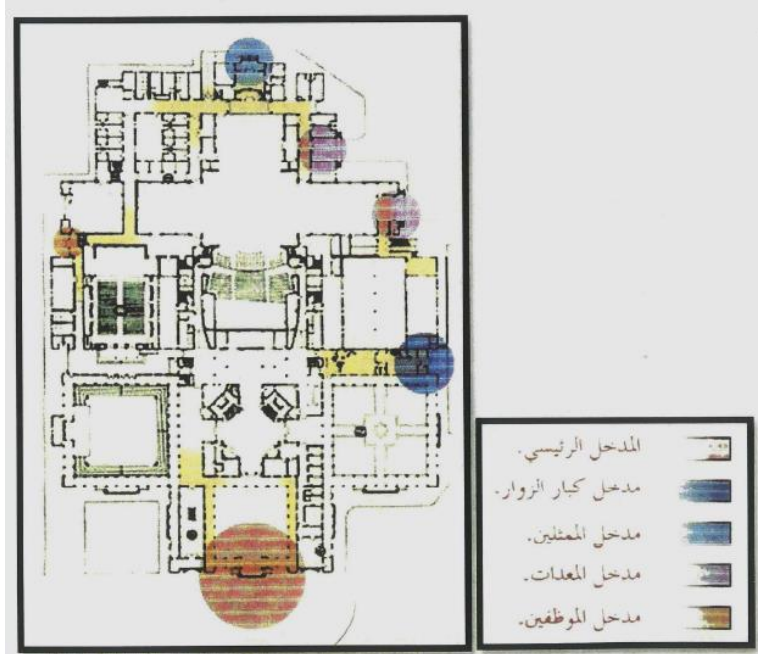 المدخل الرئيسي.
مدخل كبار الزوار.
مدخل الممثلين.
مدخل المعدات.
مدخل الموظفين.